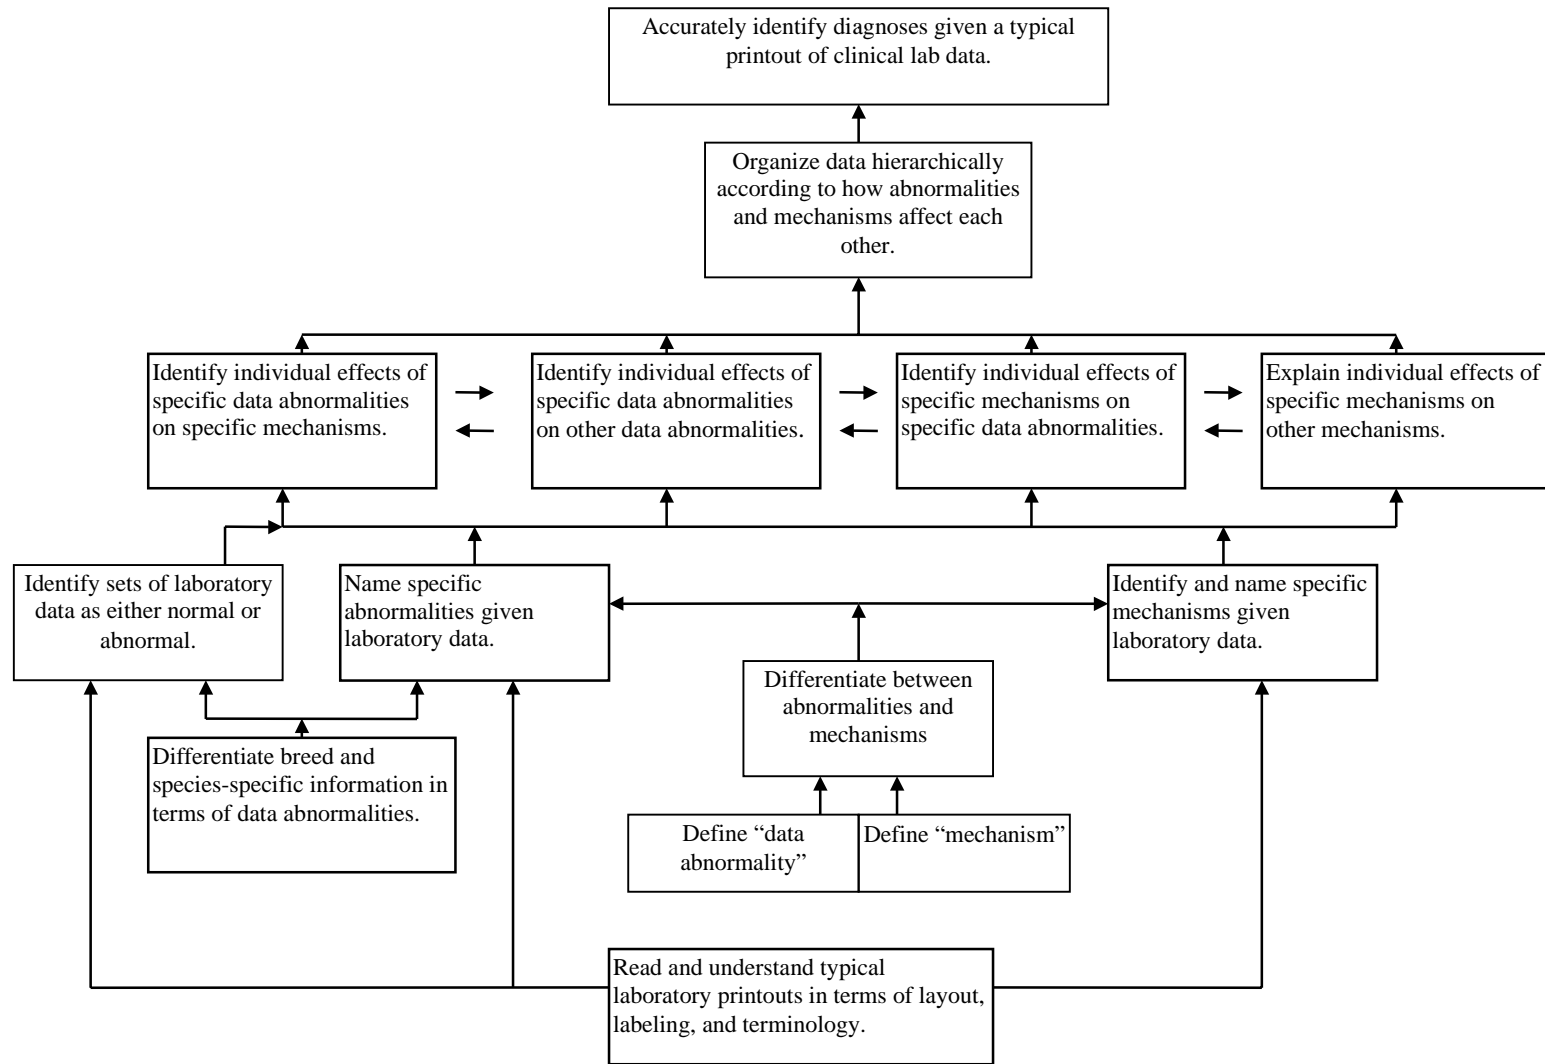 Accurately identify diagnoses given a typical
printout of clinical lab data.
Organize data hierarchically
according to how abnormalities
and mechanisms affect each
other.
Identify individual effects of
specific data abnormalities
on specific mechanisms.
Identify individual effects of
specific data abnormalities
on other data abnormalities.
Identify individual effects of
specific mechanisms on
specific data abnormalities.
Explain individual effects of
specific mechanisms on
other mechanisms.
Identify sets of laboratory
data as either normal or
abnormal.
Name specific
abnormalities given
laboratory data.
Identify and name specific
mechanisms given
laboratory data.
Differentiate between
abnormalities and
mechanisms
Differentiate breed and
species-specific information in
terms of data abnormalities.
Define “data
abnormality”
Define “mechanism”
Read and understand typical
laboratory printouts in terms of layout,
labeling, and terminology.